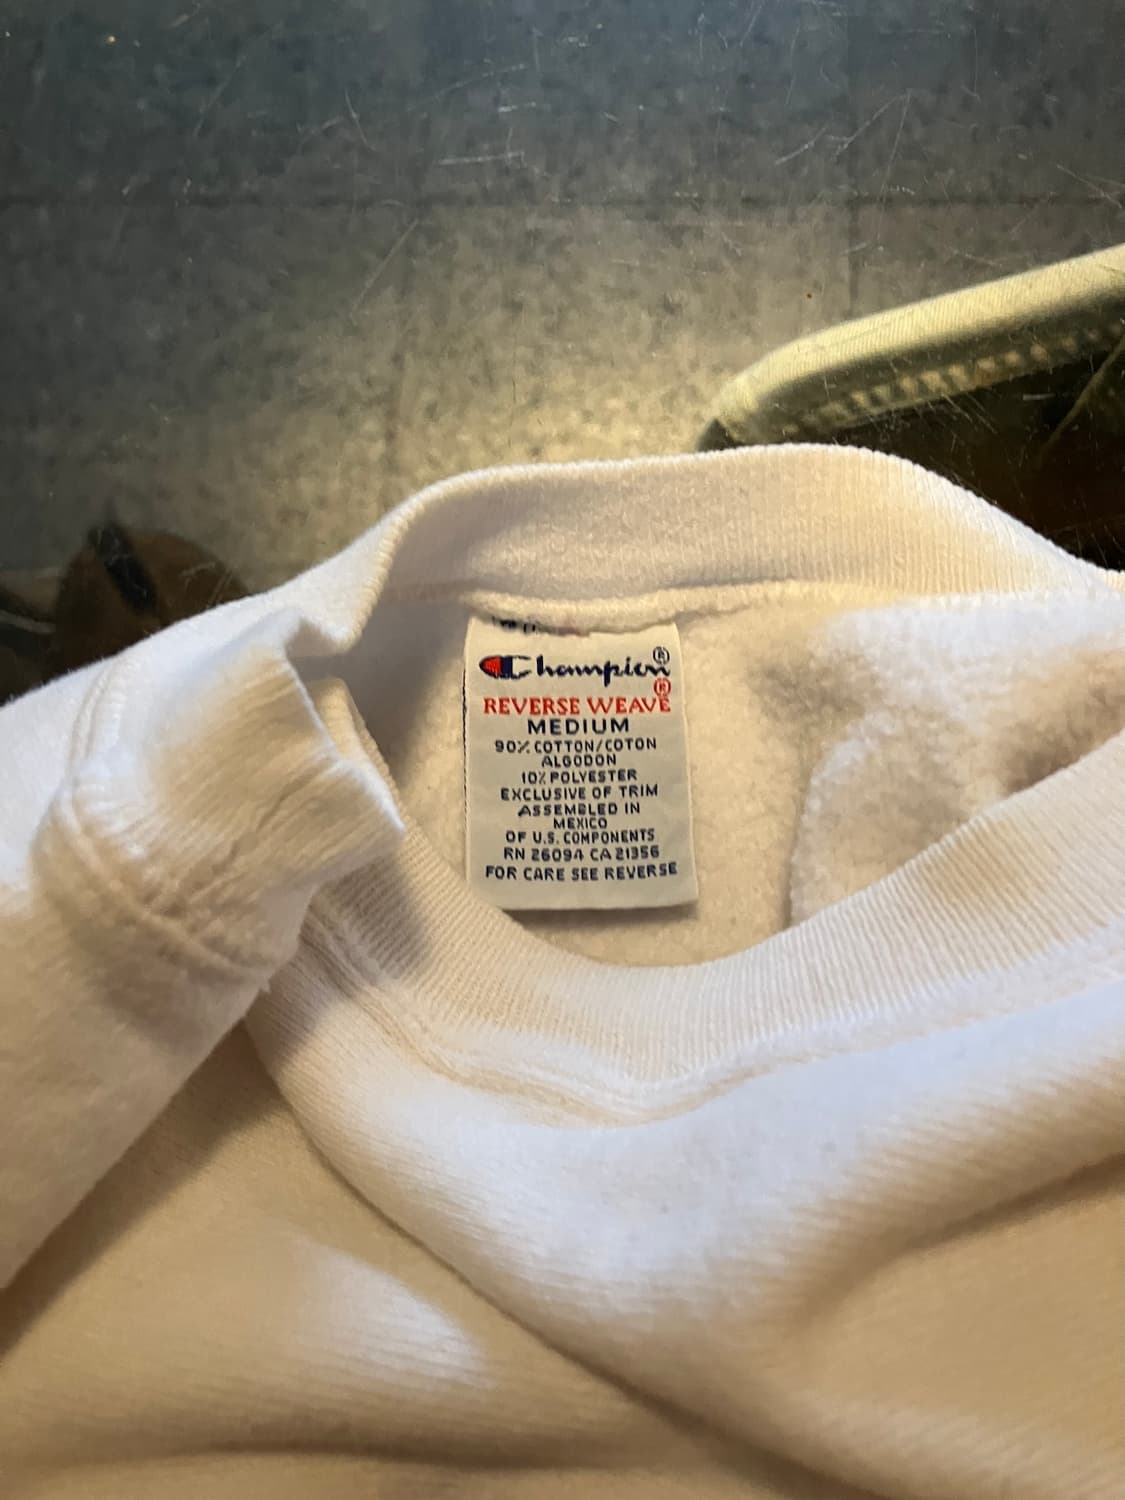 Champion®
REVERSE WEAVE®
MEDIUM
90% COTTON/COTON
ALGODON
10% POLYESTER
EXCLUSIVE OF TRIM
ASSEMBLED IN
MEXICO
OF U.S. COMPONENTS
RN 26094 CA 21356
FOR CARE SEE REVERSE